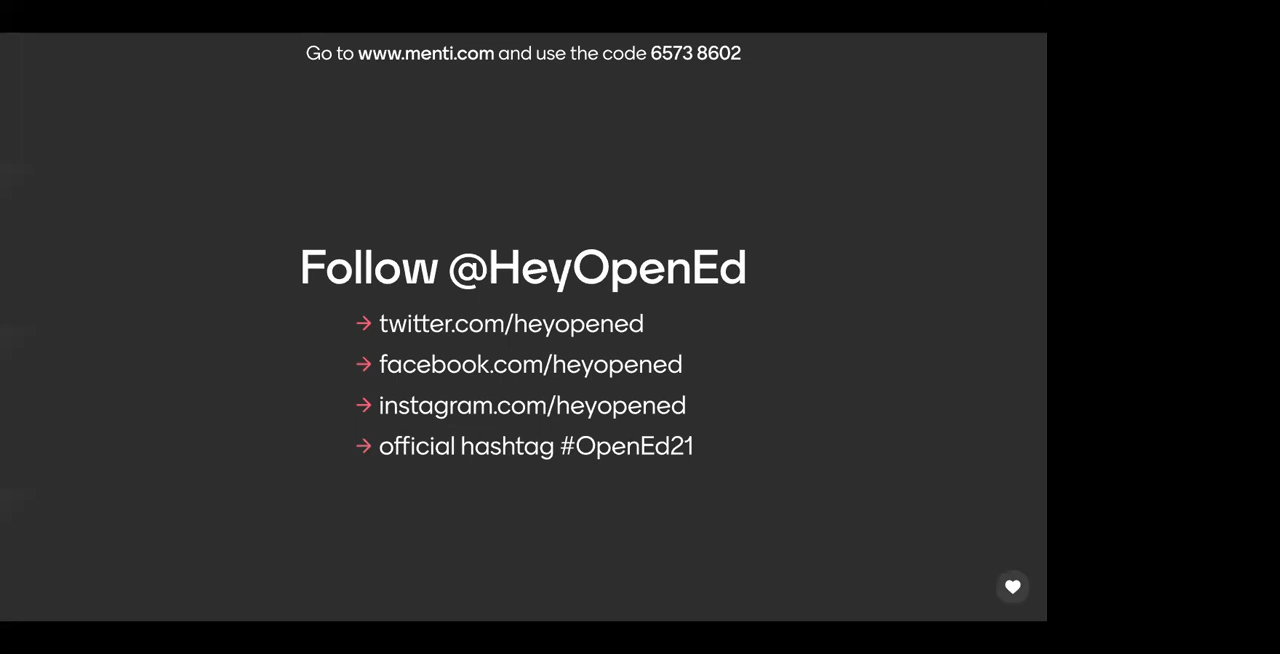 Go to www.menti.com and use the code 6573 8602
Follow @HeyOpenEd
→ twitter.com/heyopened
→ facebook.com/heyopened
→ instagram.com/heyopened
→ official hashtag #OpenEd21